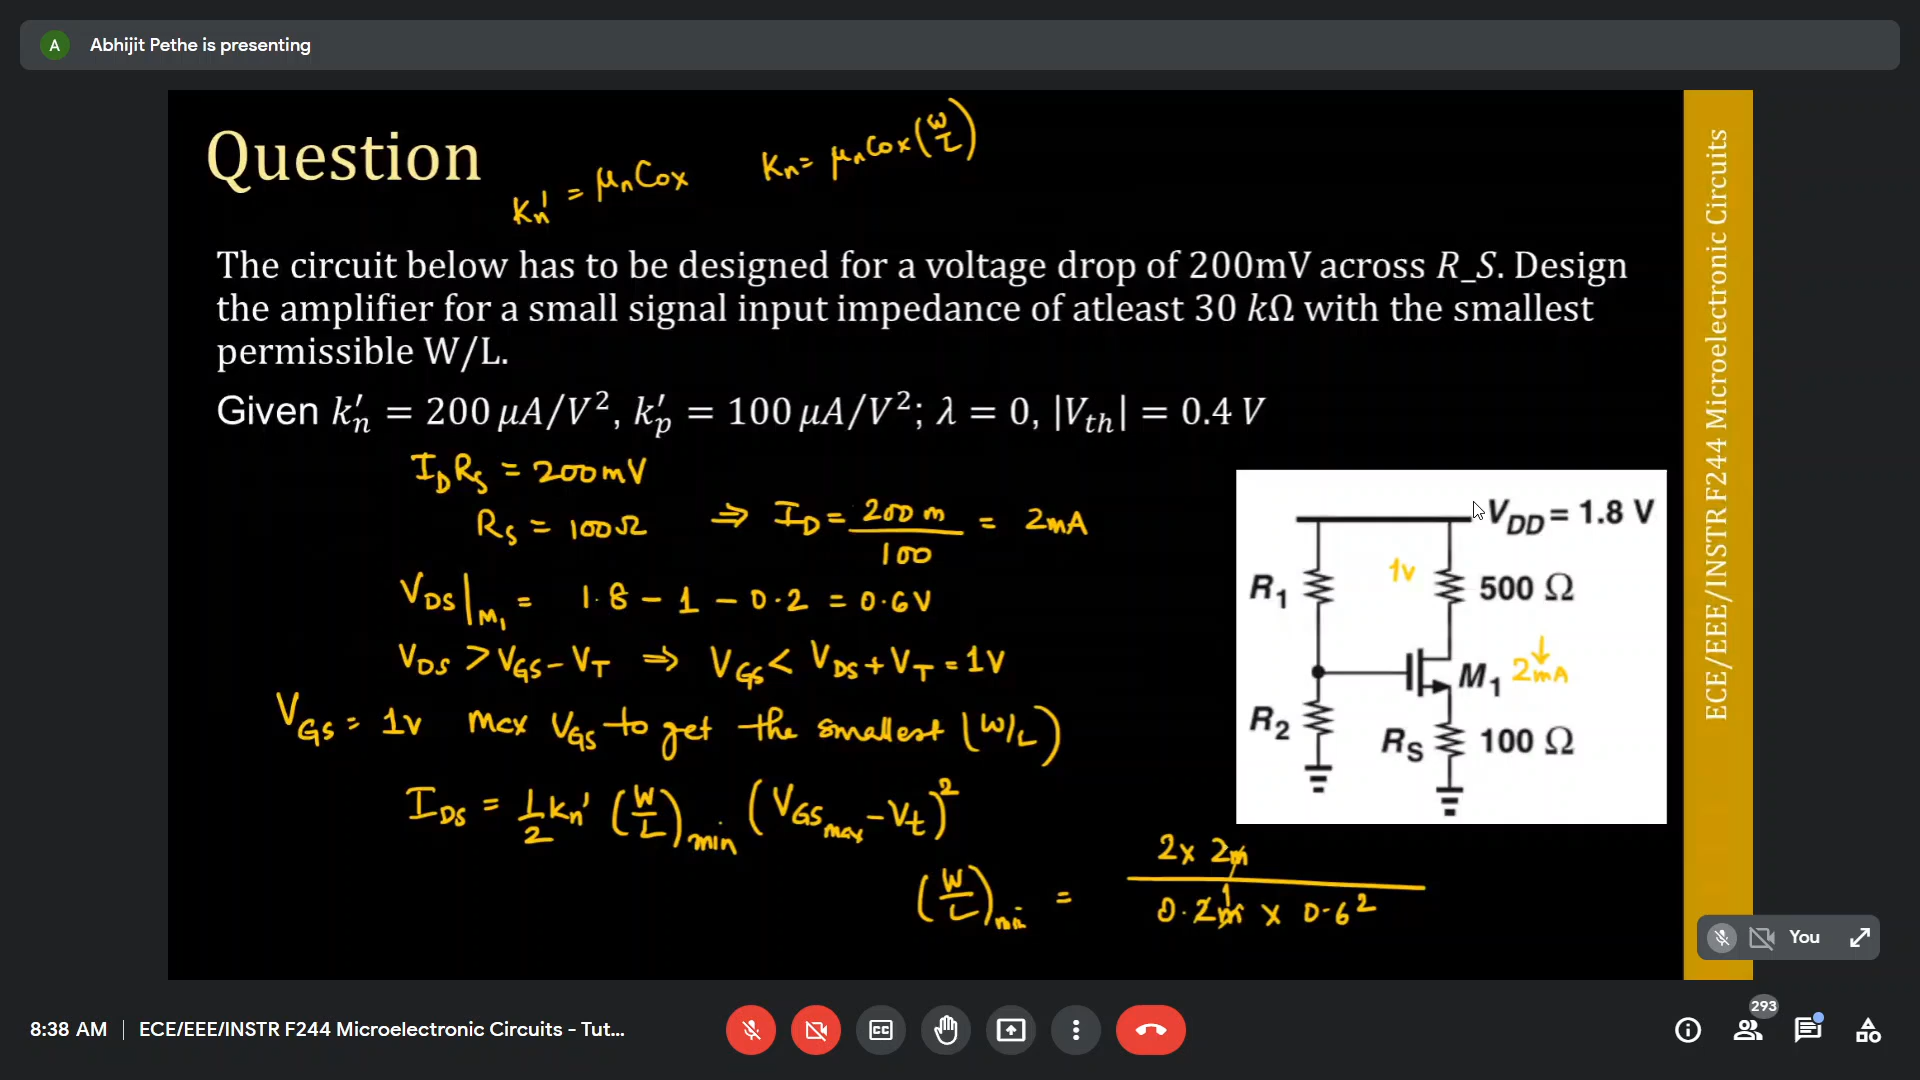 A
Abhijit Pethe is presenting
Question
Kn' = μnCox
Kn = μnCox(W/L)
The circuit below has to be designed for a voltage drop of 200mV across R_S. Design
the amplifier for a small signal input impedance of atleast 30 kΩ with the smallest
permissible W/L.
Given k'n = 200 μA/V², k'p = 100 μA/V²; λ = 0, |Vth| = 0.4 V
IDRS = 200mV
RS = 100Ω ⇒ ID = 200m/100 = 2mA
VDS|M1 = 1.8 - 1 - 0.2 = 0.6V
VDS > VGS - VT ⇒ VGS < VDS + VT = 1V
VGS = 1v max VGS to get the smallest (W/L)
IDS = 1/2 Kn' (W/L)min (VGSmax - Vt)²
(W/L)min = 2 x 2m / 0.2m x 0.6²
1
VDD = 1.8 V
1v
R1
500 Ω
M1
2mA
R2
RS
100 Ω
ECE/EEE/INSTR F244 Microelectronic Circuits
You
8:38 AM | ECE/EEE/INSTR F244 Microelectronic Circuits - Tut...
CC
293